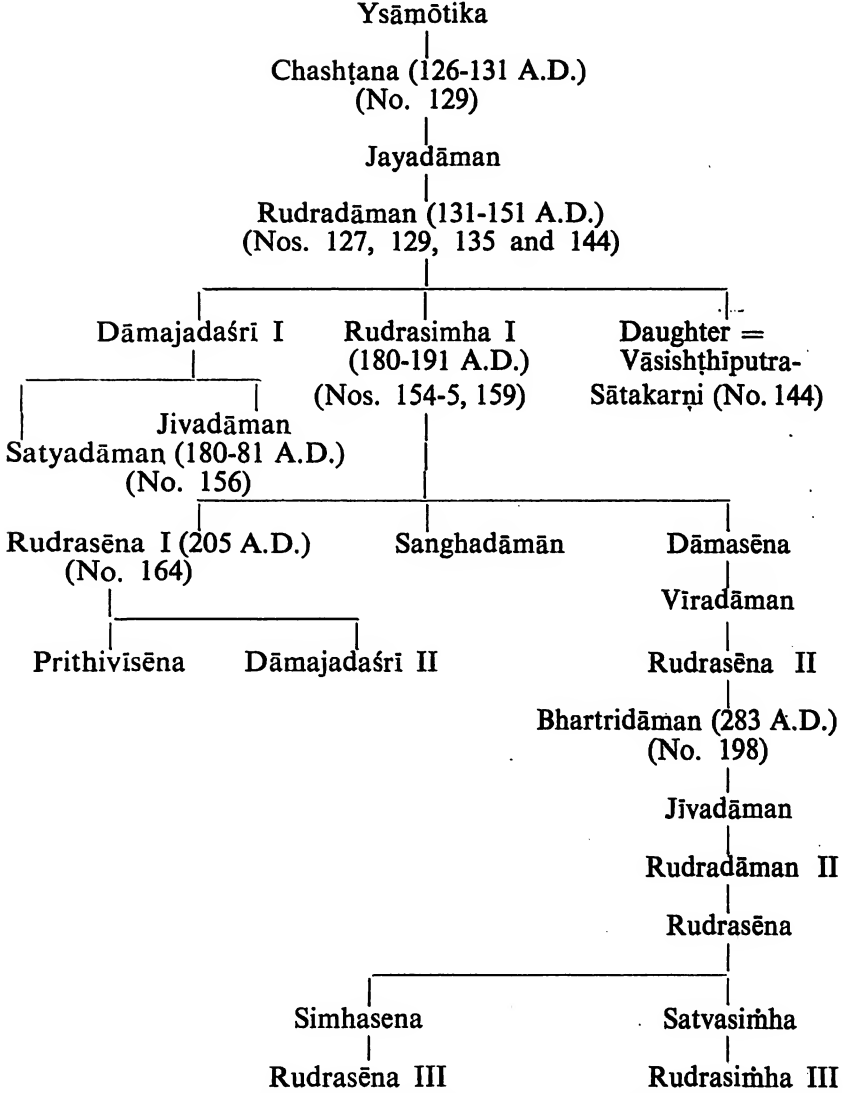 Ysāmōtika
Chashṭana (126-131 A.D.)
(No. 129)
Jayadāman
Rudradāman (131-151 A.D.)
(Nos. 127, 129, 135 and 144)
Dāmajadaśrī I
Rudrasimha I
(180-191 A.D.)
(Nos. 154-5, 159)
Daughter =
Vāsishṭhīputra-
Sātakarṇi (No. 144)
Jivadāman
Satyadāman (180-81 A.D.)
(No. 156)
Rudrasēna I (205 A.D.)
(No. 164)
Sanghadāmān
Dāmasēna
Vīradāman
Prithivīsēna
Dāmajadaśrī II
Rudrasēna II
Bhartridāman (283 A.D.)
(No. 198)
Jīvadāman
Rudradāman II
Rudrasēna
Simhasena
Satvasiṁha
Rudrasēna III
Rudrasiṁha III